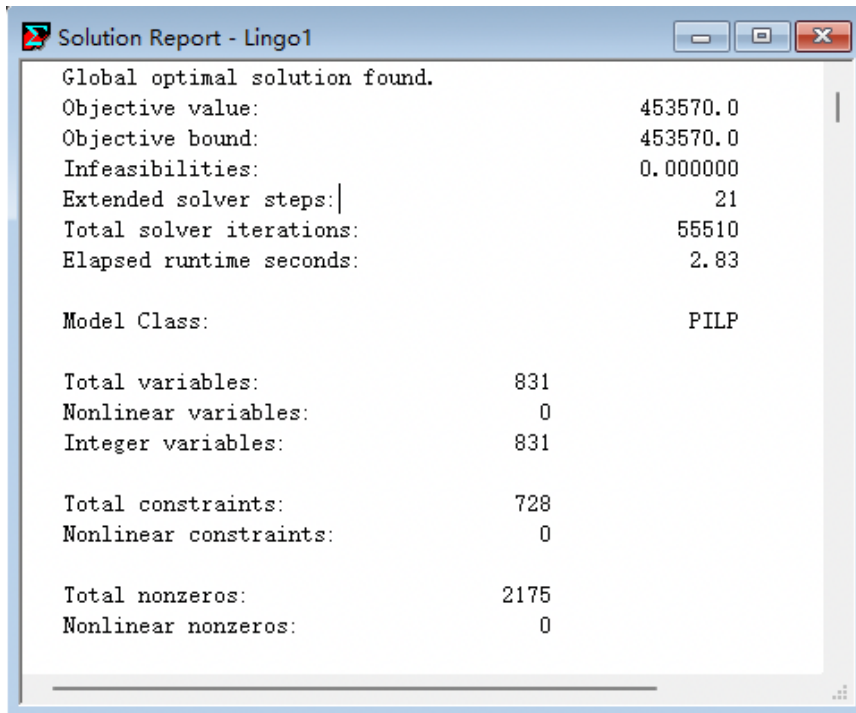 Solution Report - Lingo1
Global optimal solution found.
Objective value: 453570.0
Objective bound: 453570.0
Infeasibilities: 0.000000
Extended solver steps: 21
Total solver iterations: 55510
Elapsed runtime seconds: 2.83
Model Class: PILP
Total variables: 831
Nonlinear variables: 0
Integer variables: 831
Total constraints: 728
Nonlinear constraints: 0
Total nonzeros: 2175
Nonlinear nonzeros: 0